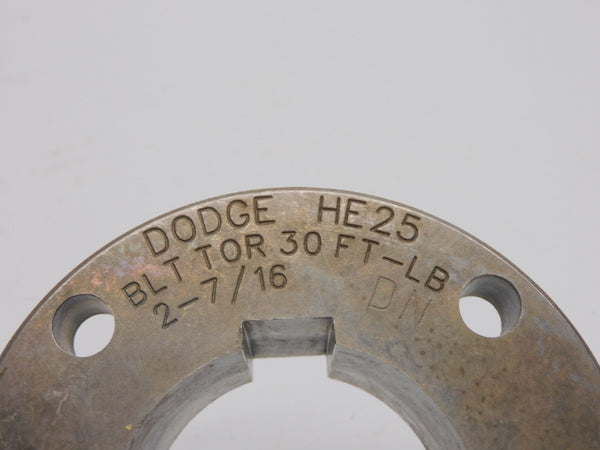 DODGE HE25
BLT TOR 30 FT-LB
2-7/16 DN